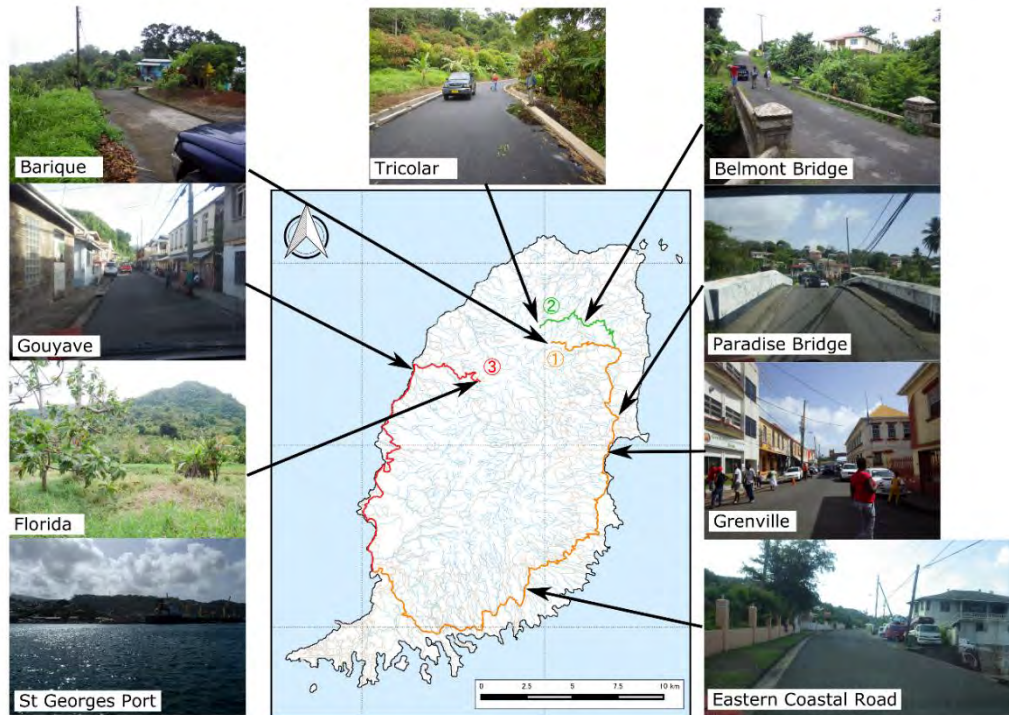 Barique
Tricolar
Belmont Bridge
Gouyave
Paradise Bridge
Florida
Grenville
St Georges Port
Eastern Coastal Road
②
①
③
0 2.5 5 7.5 10 km